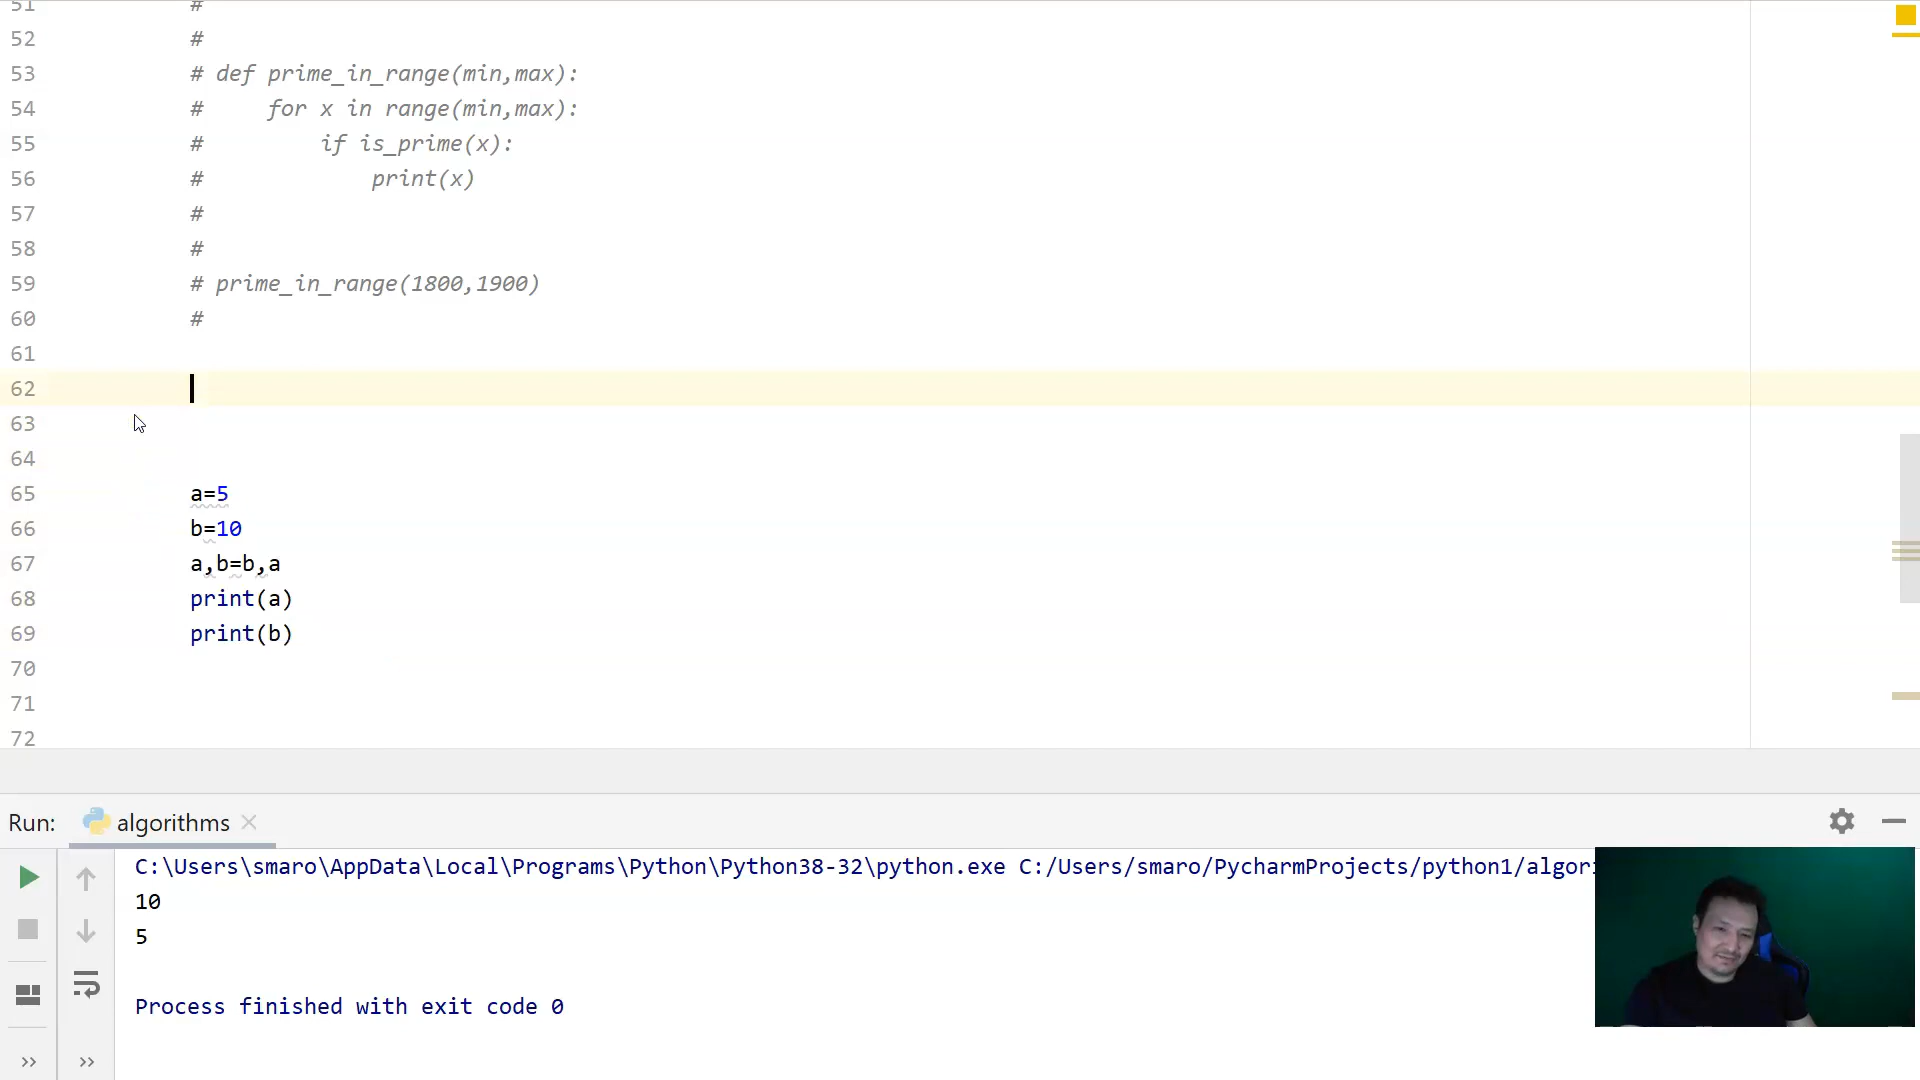 51 #
52 #
53 # def prime_in_range(min,max):
54 #     for x in range(min,max):
55 #         if is_prime(x):
56 #             print(x)
57 #
58 #
59 # prime_in_range(1800,1900)
60 #
61
62
63
64
65 a=5
66 b=10
67 a,b=b,a
68 print(a)
69 print(b)
70
71
72
Run: algorithms
C:\Users\smaro\AppData\Local\Programs\Python\Python38-32\python.exe C:/Users/smaro/PycharmProjects/python1/algori
10
5
Process finished with exit code 0